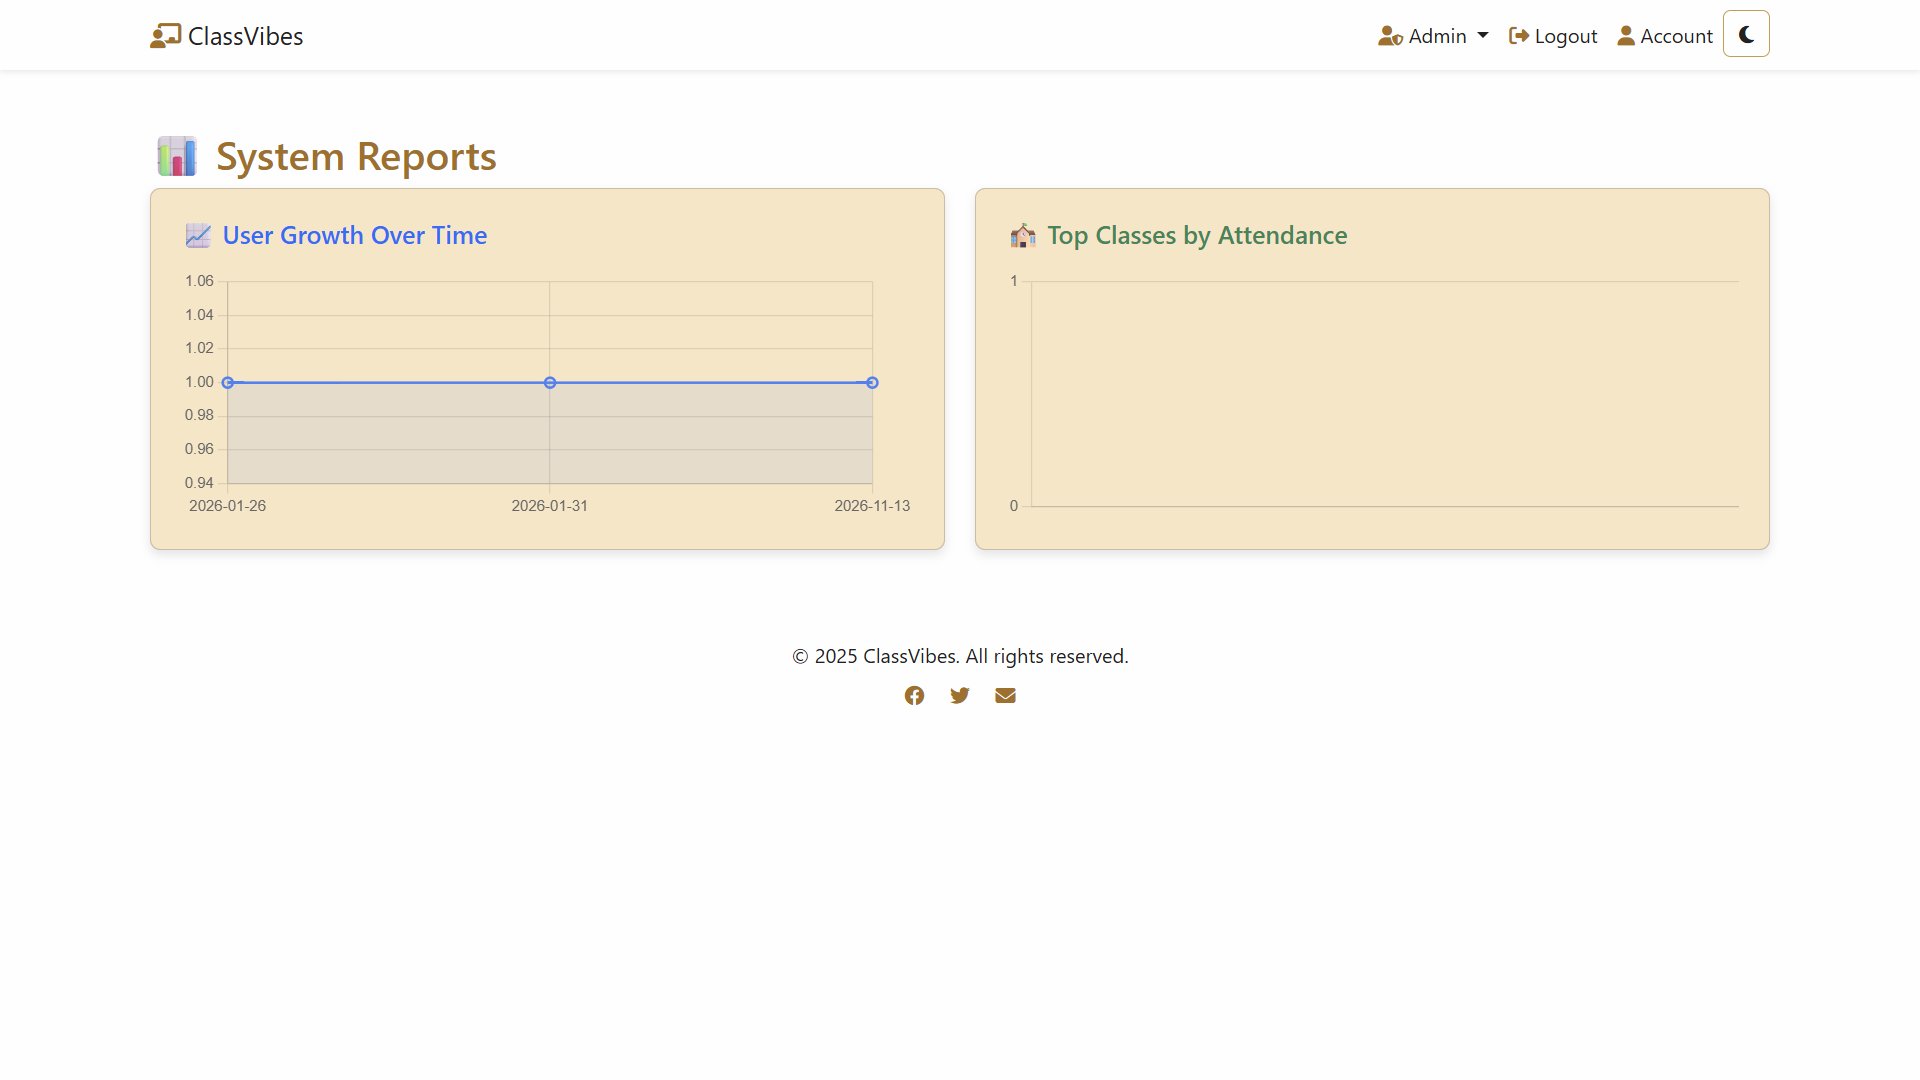 ClassVibes
Admin
Logout
Account
System Reports
User Growth Over Time
1.06
1.04
1.02
1.00
0.98
0.96
0.94
2026-01-26 2026-01-31 2026-11-13
Top Classes by Attendance
1
0
© 2025 ClassVibes. All rights reserved.